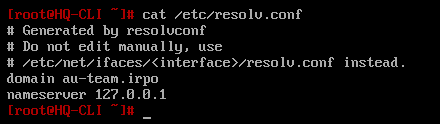 [root@HQ-CLI ~]# cat /etc/resolv.conf
# Generated by resolvconf
# Do not edit manually, use
# /etc/net/ifaces/<interface>/resolv.conf instead.
domain au-team.irpo
nameserver 127.0.0.1
[root@HQ-CLI ~]# _